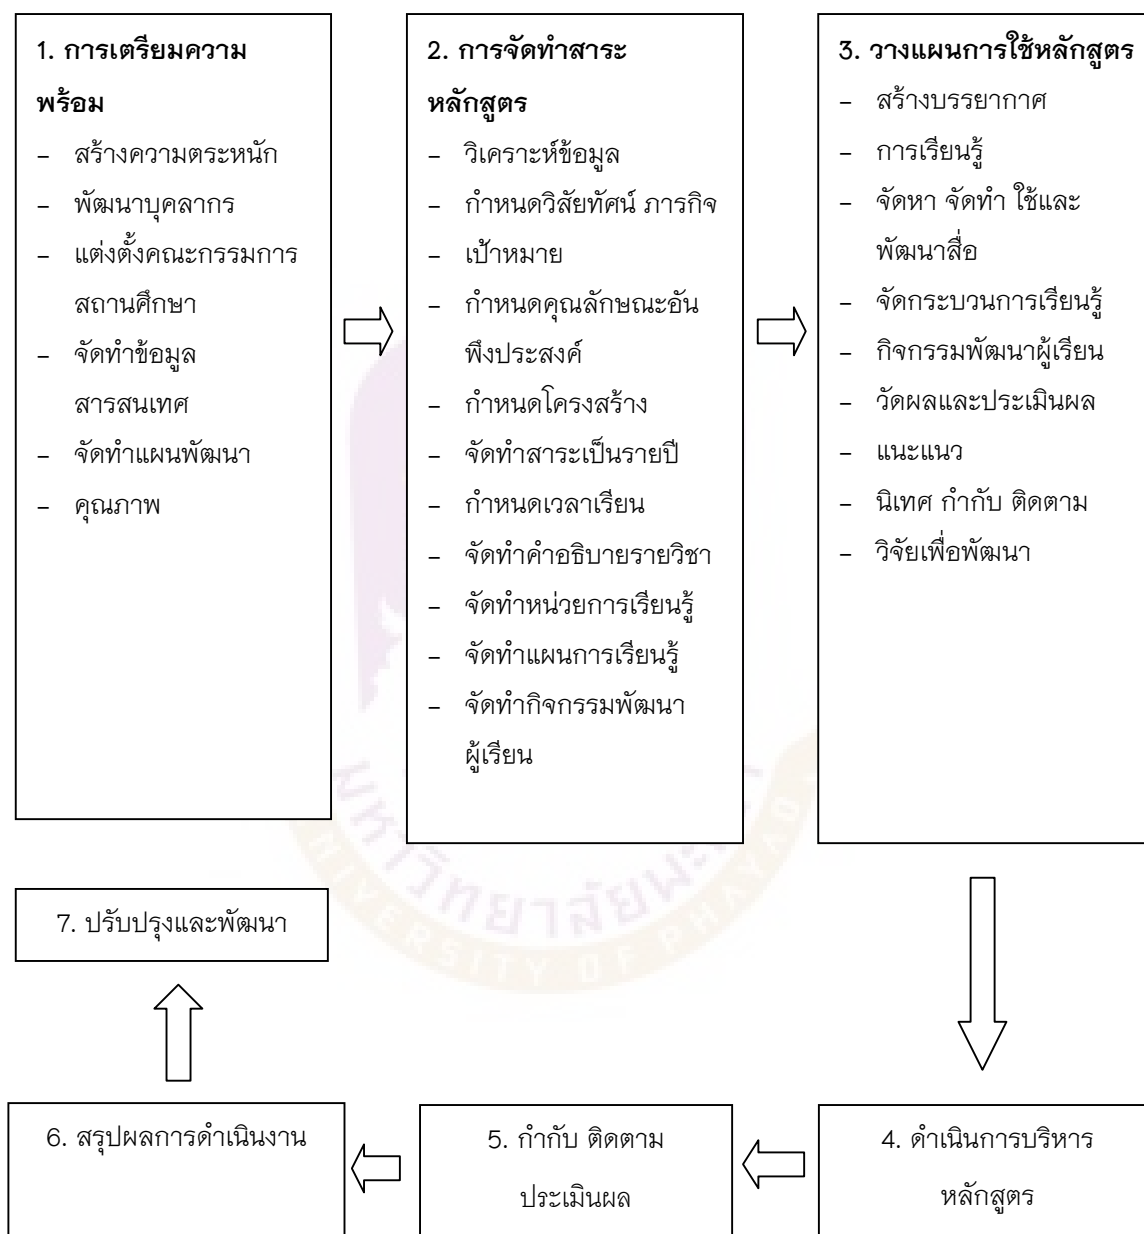 1. การเตรียมความ
พร้อม
– สร้างความตระหนัก
– พัฒนาบุคลากร
– แต่งตั้งคณะกรรมการ
สถานศึกษา
– จัดทำข้อมูล
สารสนเทศ
– จัดทำแผนพัฒนา
– คุณภาพ
2. การจัดทำสาระ
หลักสูตร
– วิเคราะห์ข้อมูล
– กำหนดวิสัยทัศน์ ภารกิจ
– เป้าหมาย
– กำหนดคุณลักษณะอัน
พึงประสงค์
– กำหนดโครงสร้าง
– จัดทำสาระเป็นรายปี
– กำหนดเวลาเรียน
– จัดทำคำอธิบายรายวิชา
– จัดทำหน่วยการเรียนรู้
– จัดทำแผนการเรียนรู้
– จัดทำกิจกรรมพัฒนา
ผู้เรียน
3. วางแผนการใช้หลักสูตร
– สร้างบรรยากาศ
– การเรียนรู้
– จัดหา จัดทำ ใช้และ
พัฒนาสื่อ
– จัดกระบวนการเรียนรู้
– กิจกรรมพัฒนาผู้เรียน
– วัดผลและประเมินผล
– แนะแนว
– นิเทศ กำกับ ติดตาม
– วิจัยเพื่อพัฒนา
7. ปรับปรุงและพัฒนา
6. สรุปผลการดำเนินงาน
5. กำกับ ติดตาม
ประเมินผล
4. ดำเนินการบริหาร
หลักสูตร